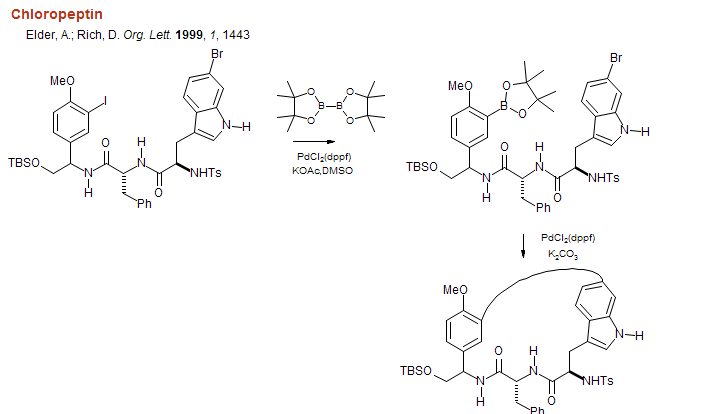 Chloropeptin
Elder, A.; Rich, D. Org. Lett. 1999, 1, 1443
Br
MeO
I
N-H
TBSO
O
H
N
N
H
O
NHTs
Ph
O
O
B-B
O
O
PdCl2(dppf)
KOAc, DMSO
Br
MeO
O
B
O
N-H
TBSO
O
H
N
N
H
O
NHTs
Ph
PdCl2(dppf)
K2CO3
MeO
N-H
TBSO
O
H
N
N
H
O
NHTs
Ph